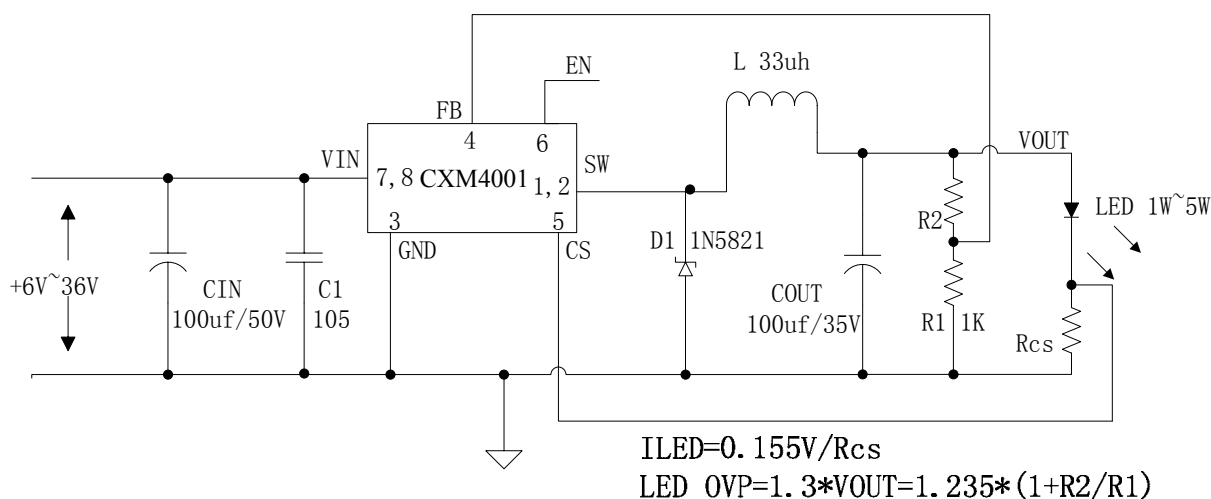 L 33uh
EN
FB
4
6
VOUT
VIN
SW
7,8 CXM4001 1,2
3
5
GND
CS
R2
LED 1W~5W
D1 1N5821
+6V~36V
CIN
100uf/50V
C1
105
COUT
100uf/35V
R1 1K
Rcs
ILED=0.155V/Rcs
LED OVP=1.3*VOUT=1.235*(1+R2/R1)